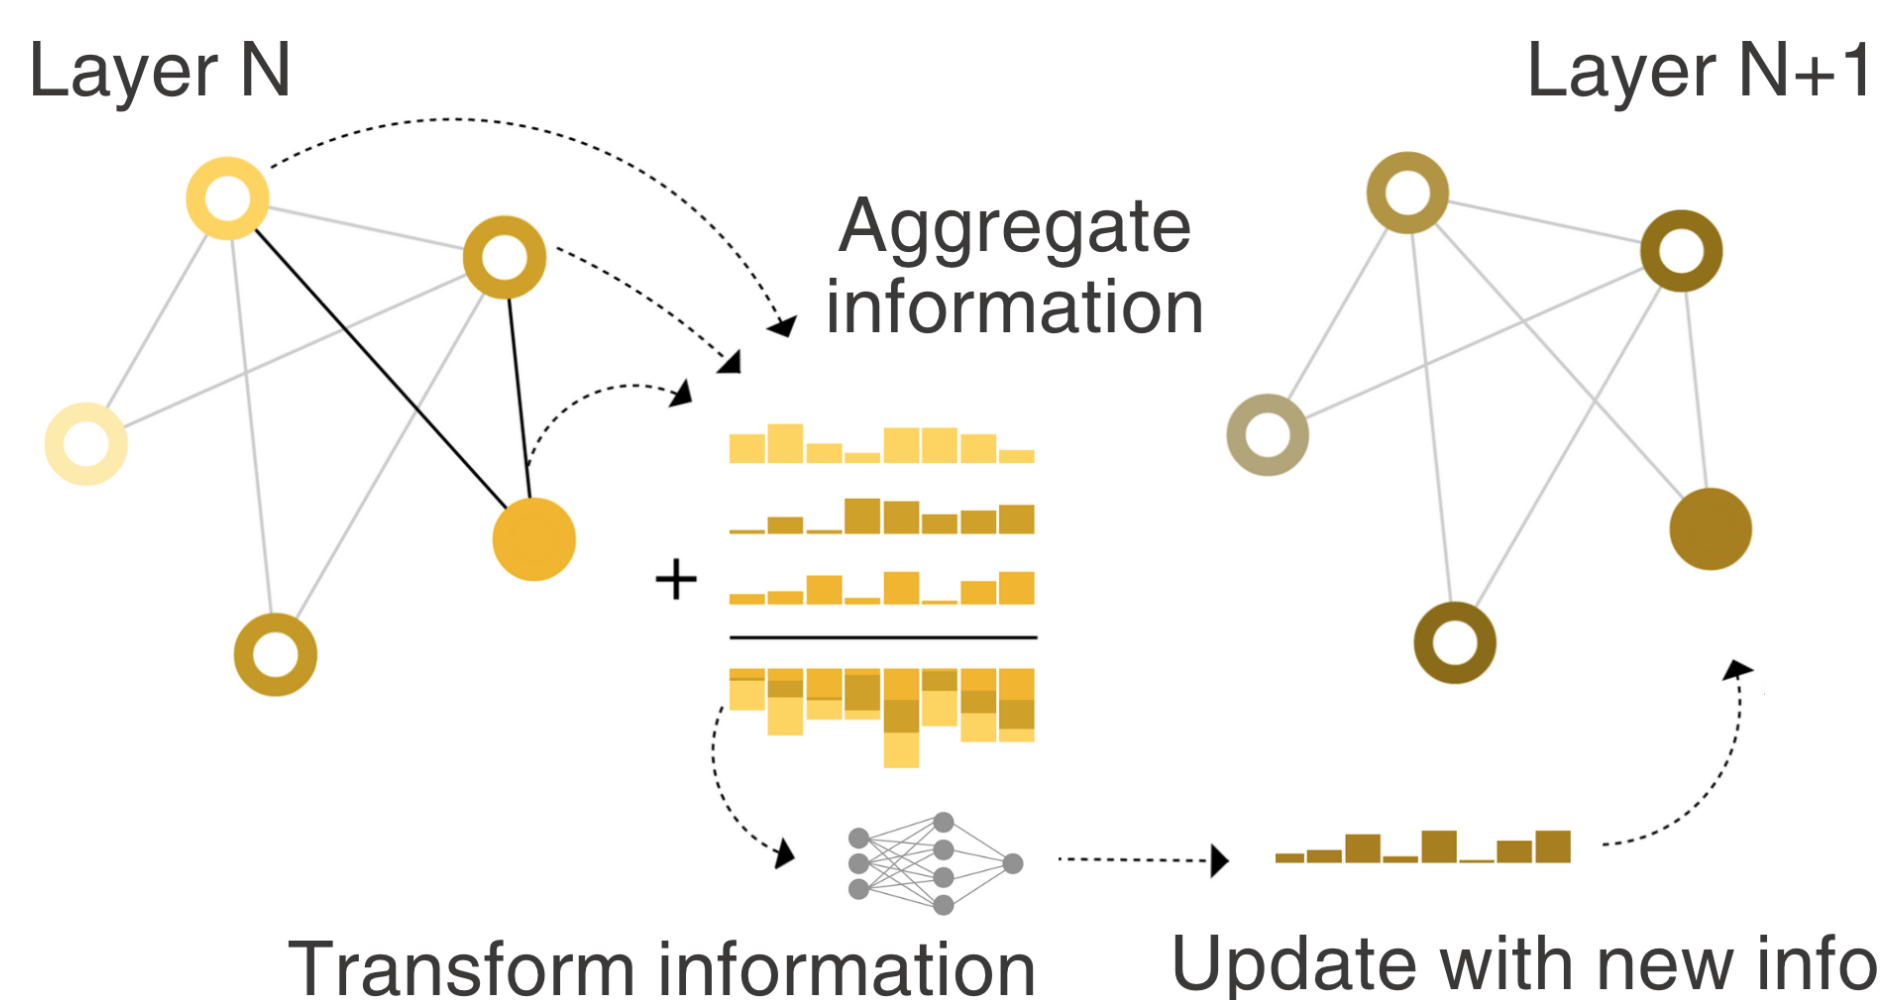 Layer N
Layer N+1
Aggregate
information
+
Transform information
Update with new info